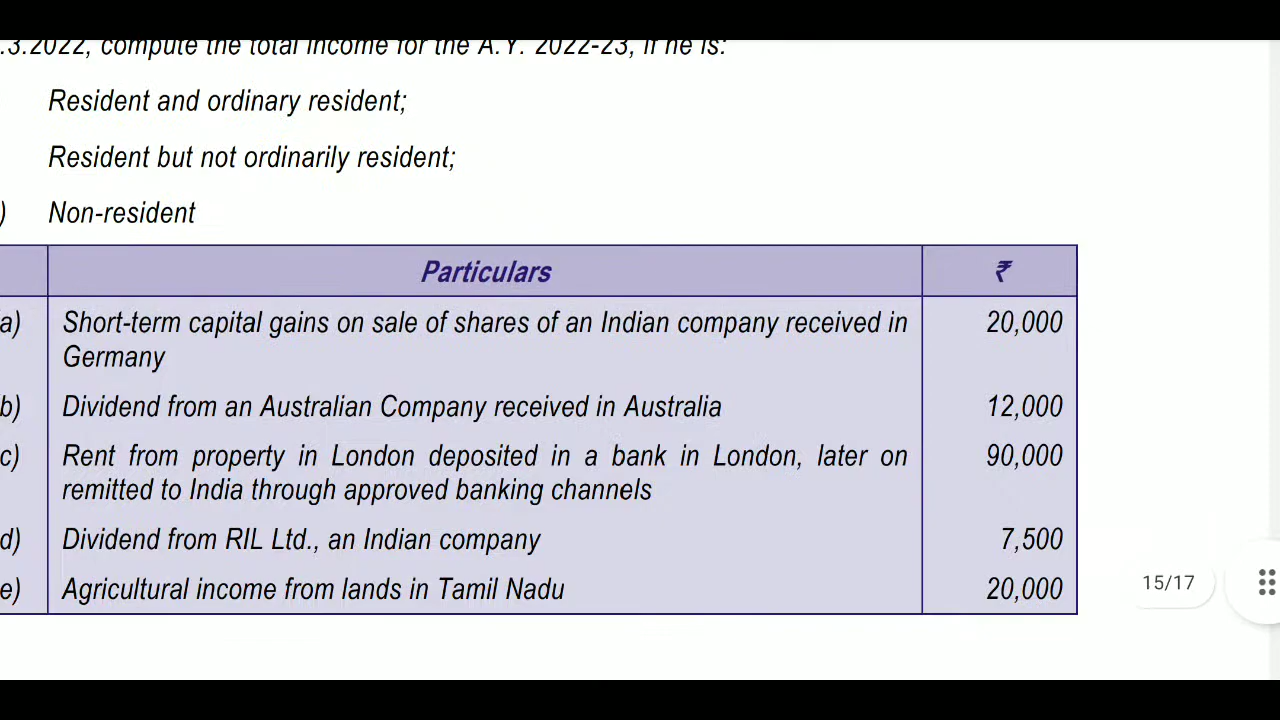 .3.2022, compute the total income for the A.Y. 2022-23, if he is:
Resident and ordinary resident;
Resident but not ordinarily resident;
) Non-resident
Particulars ₹
a) Short-term capital gains on sale of shares of an Indian company received in 20,000
Germany
b) Dividend from an Australian Company received in Australia 12,000
c) Rent from property in London deposited in a bank in London, later on 90,000
remitted to India through approved banking channels
d) Dividend from RIL Ltd., an Indian company 7,500
e) Agricultural income from lands in Tamil Nadu 20,000
15/17